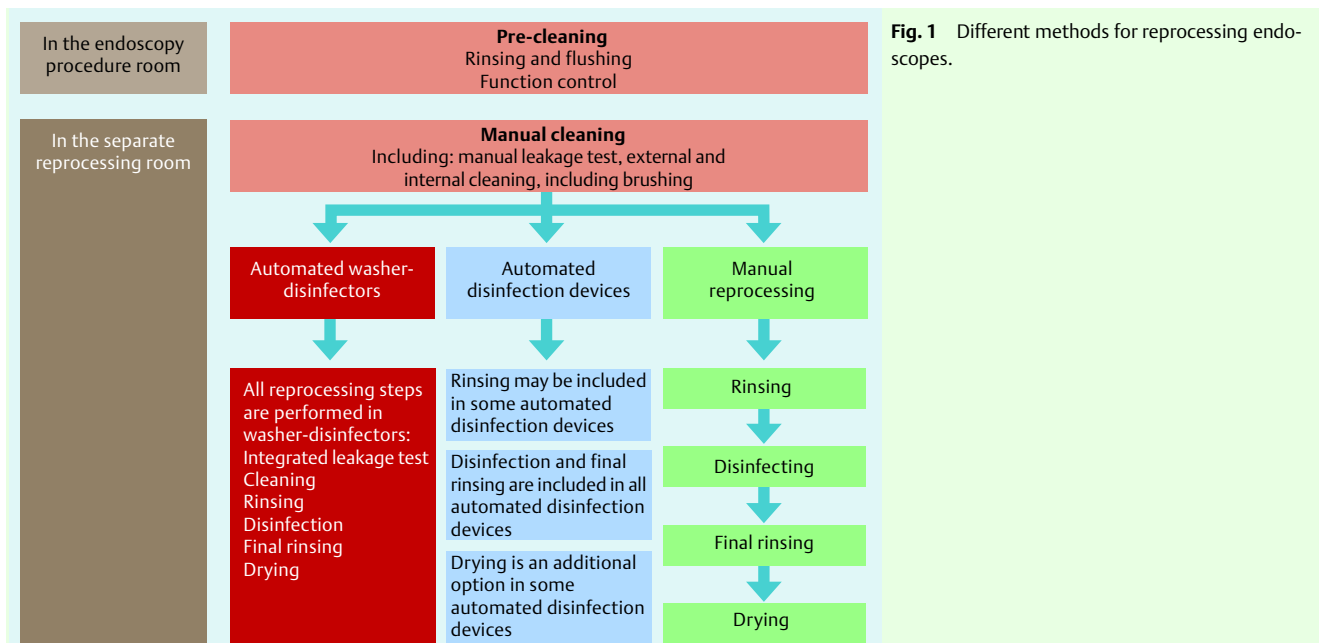 In the endoscopy
procedure room
Pre-cleaning
Rinsing and flushing
Function control
Fig. 1 Different methods for reprocessing endo-
scopes.
In the separate
reprocessing room
Manual cleaning
Including: manual leakage test, external and
internal cleaning, including brushing
Automated washer-
disinfectors
Automated
disinfection devices
Manual
reprocessing
All reprocessing steps
are performed in
washer-disinfectors:
Integrated leakage test
Cleaning
Rinsing
Disinfection
Final rinsing
Drying
Rinsing may be included
in some automated
disinfection devices
Disinfection and final
rinsing are included in all
automated disinfection
devices
Drying is an additional
option in some
automated disinfection
devices
Rinsing
Disinfecting
Final rinsing
Drying